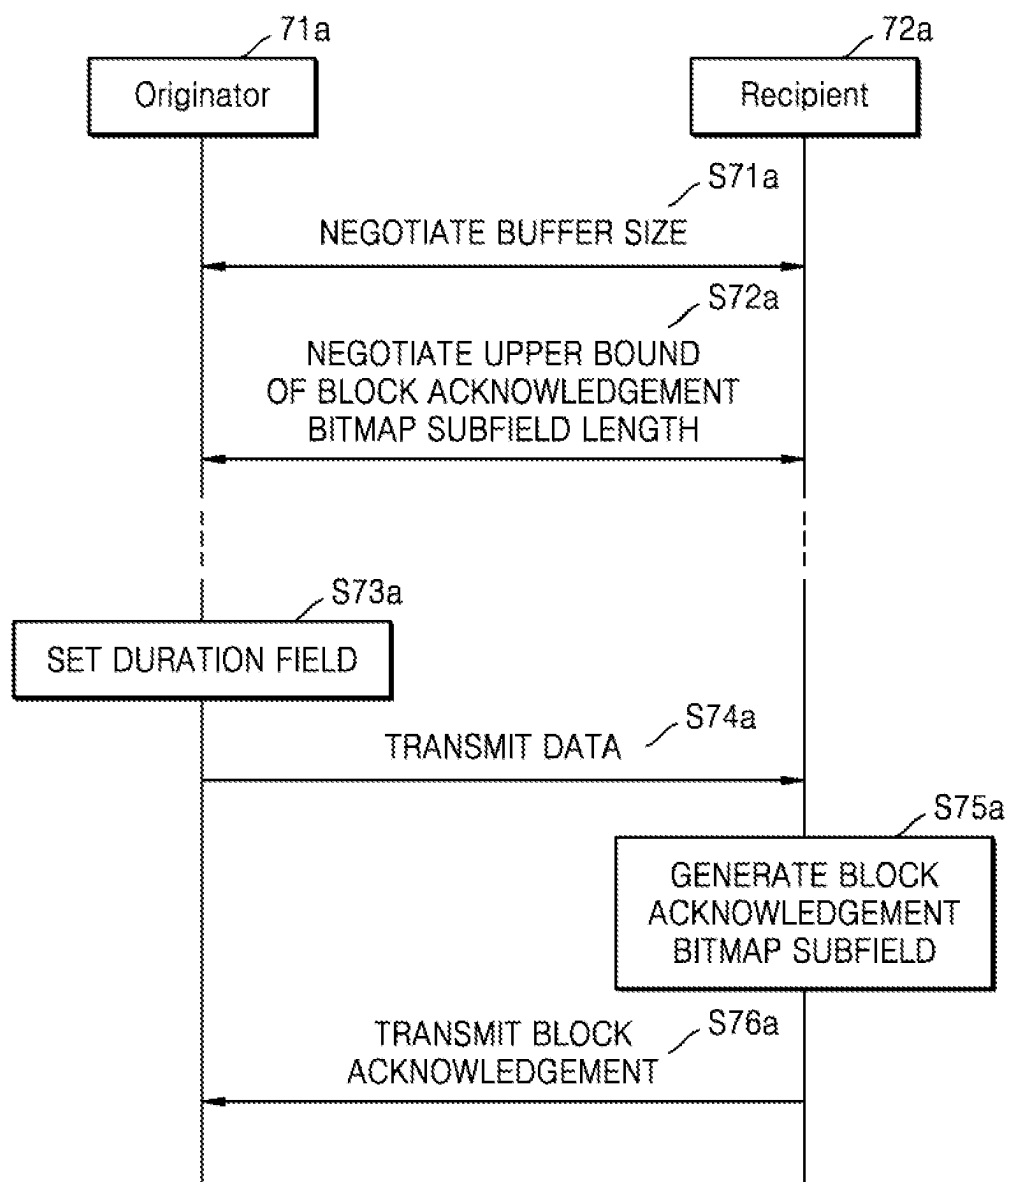 71a
72a
Originator
Recipient
S71a
NEGOTIATE BUFFER SIZE
S72a
NEGOTIATE UPPER BOUND
OF BLOCK ACKNOWLEDGEMENT
BITMAP SUBFIELD LENGTH
S73a
SET DURATION FIELD
S74a
TRANSMIT DATA
S75a
GENERATE BLOCK
ACKNOWLEDGEMENT
BITMAP SUBFIELD
S76a
TRANSMIT BLOCK
ACKNOWLEDGEMENT